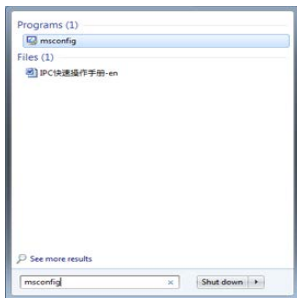 Programs (1)
msconfig
Files (1)
IPC快速操作手册-en
See more results
msconfig
Shut down